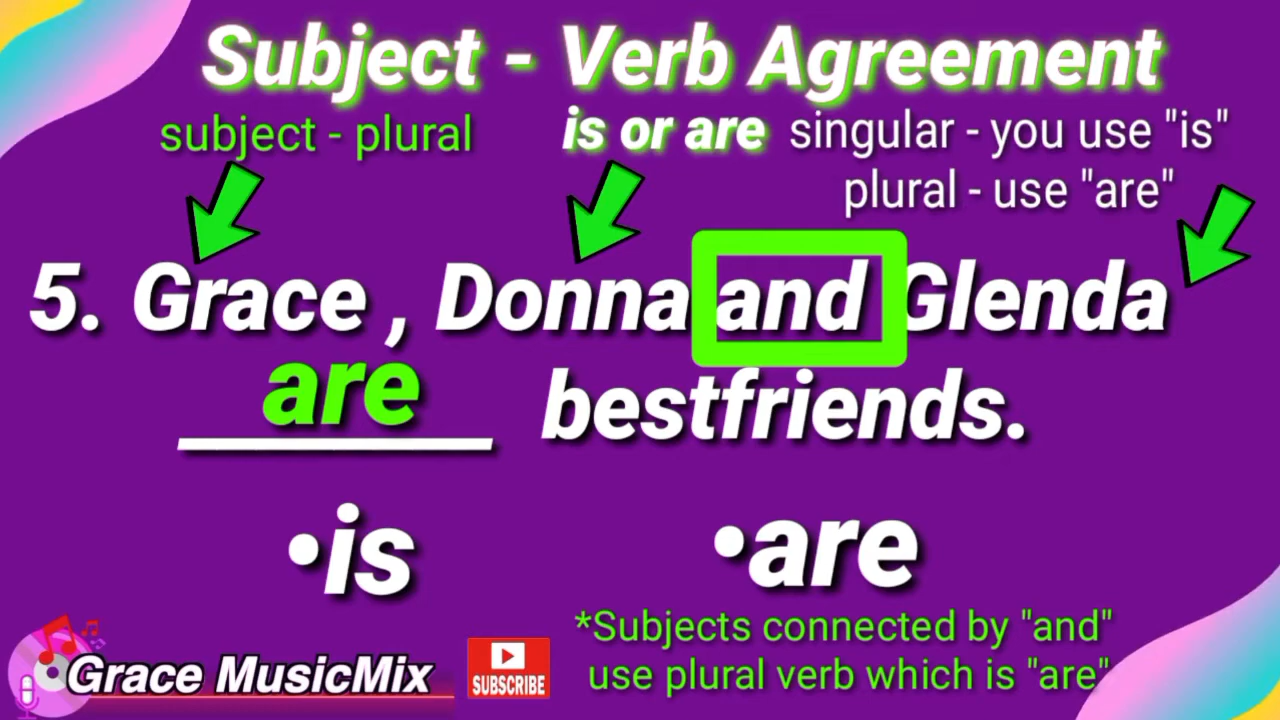 Subject - Verb Agreement
subject - plural
is or are singular - you use "is"
plural - use "are"
5. Grace , Donna and Glenda
are bestfriends.
•is
•are
*Subjects connected by "and"
use plural verb which is "are"
Grace MusicMix
SUBSCRIBE